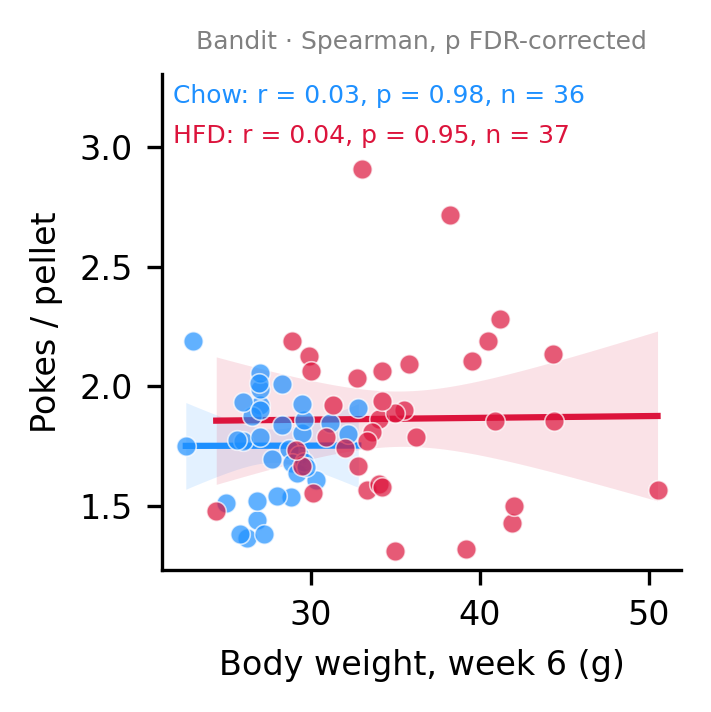 Bandit · Spearman, p FDR-corrected
Chow: r = 0.03, p = 0.98, n = 36
HFD: r = 0.04, p = 0.95, n = 37
3.0
2.5
2.0
1.5
Pokes / pellet
30 40 50
Body weight, week 6 (g)